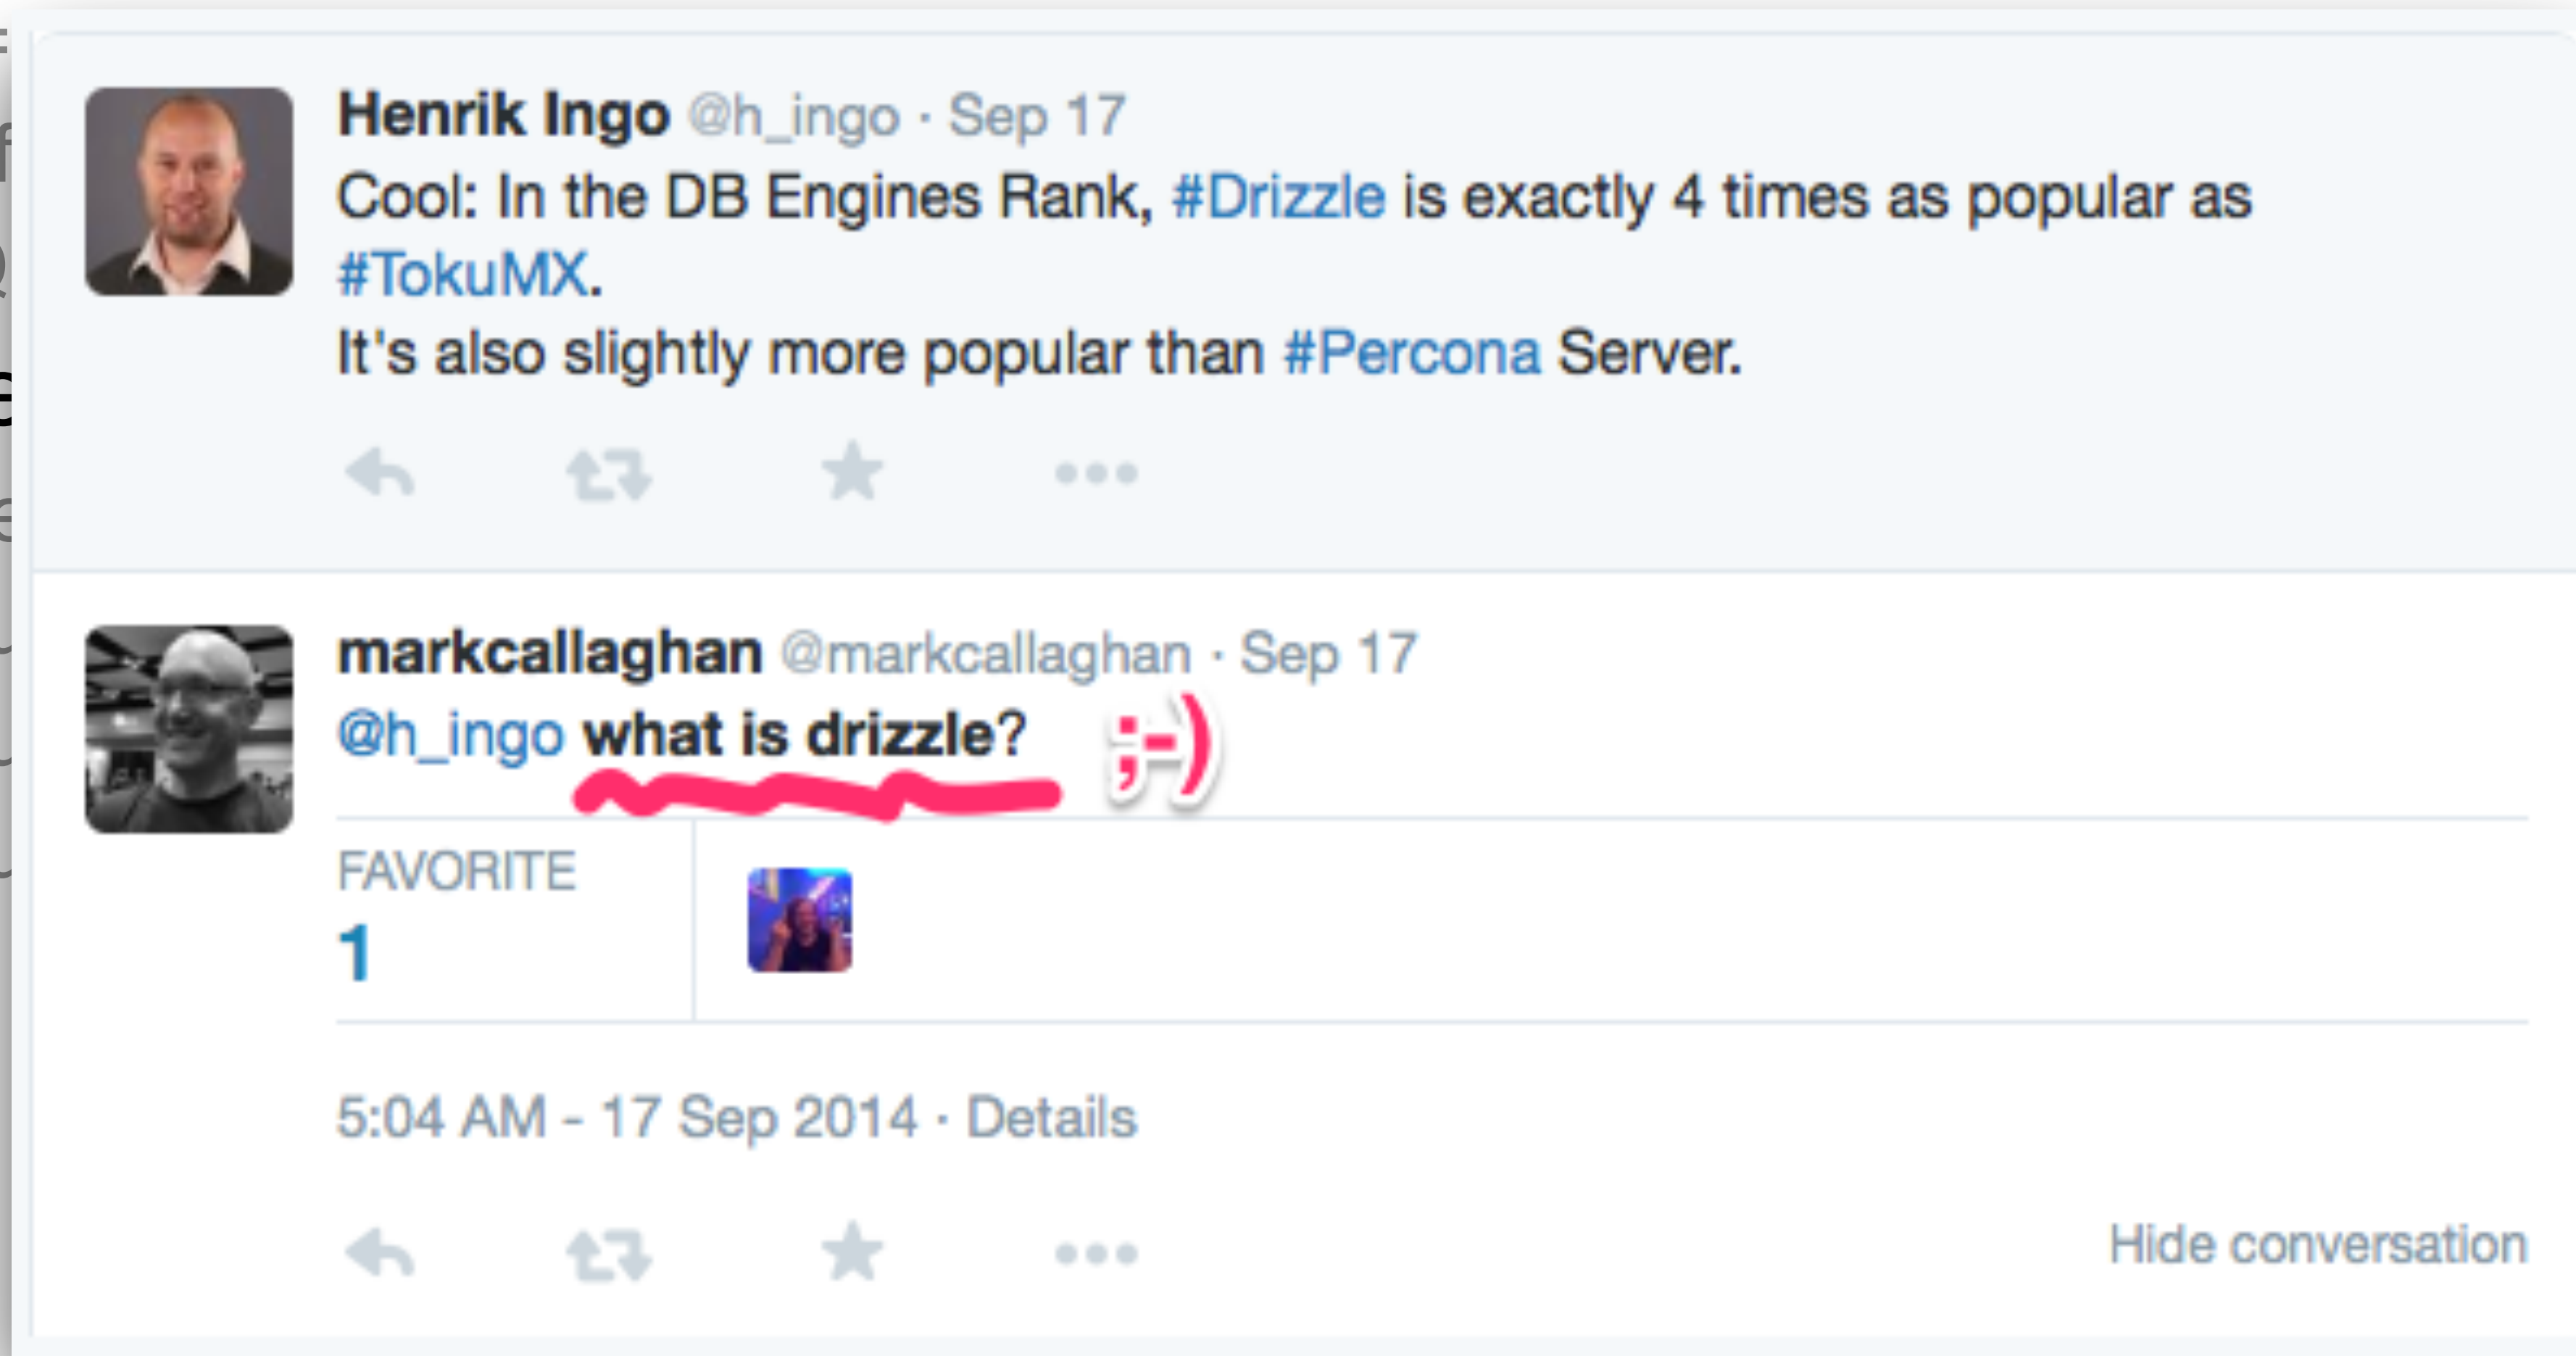 Henrik Ingo @h_ingo · Sep 17
Cool: In the DB Engines Rank, #Drizzle is exactly 4 times as popular as
#TokuMX.
It's also slightly more popular than #Percona Server.
markcallaghan @markcallaghan · Sep 17
@h_ingo what is drizzle? ;-)
FAVORITE
1
5:04 AM - 17 Sep 2014 · Details
Hide conversation